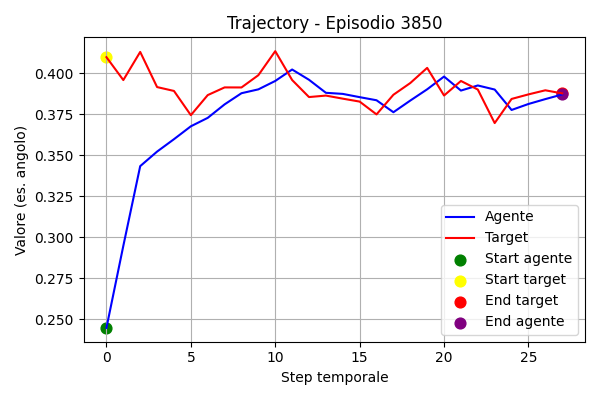 Trajectory - Episodio 3850
Valore (es. angolo)
0.400
0.375
0.350
0.325
0.300
0.275
0.250
0
5
10
15
20
25
Step temporale
Agente
Target
Start agente
Start target
End target
End agente